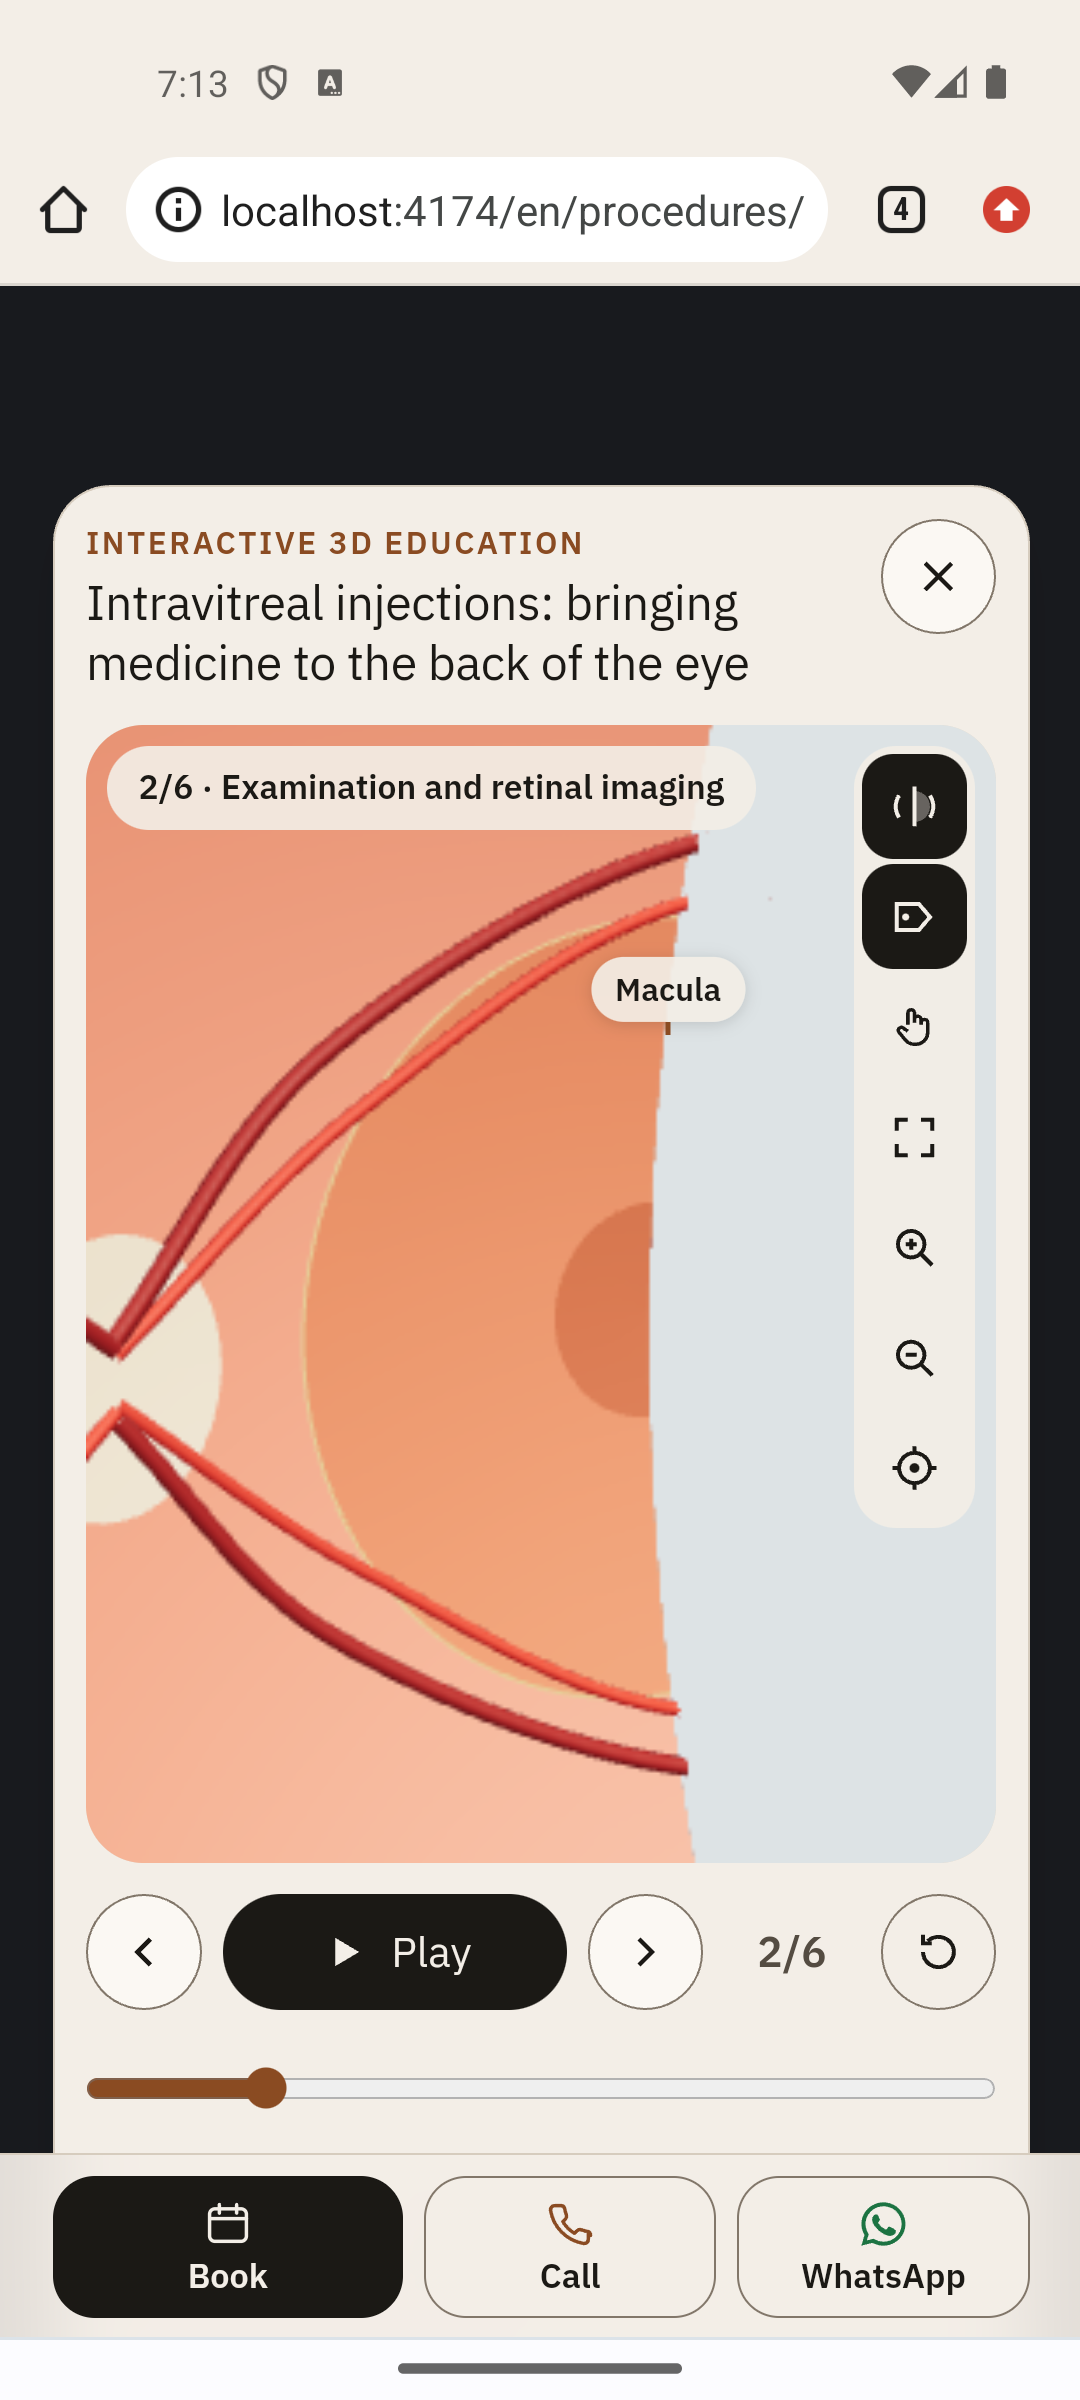 7:13
localhost:4174/en/procedures/
4
INTERACTIVE 3D EDUCATION
Intravitreal injections: bringing
medicine to the back of the eye
2/6 · Examination and retinal imaging
Macula
Play
2/6
Book
Call
WhatsApp